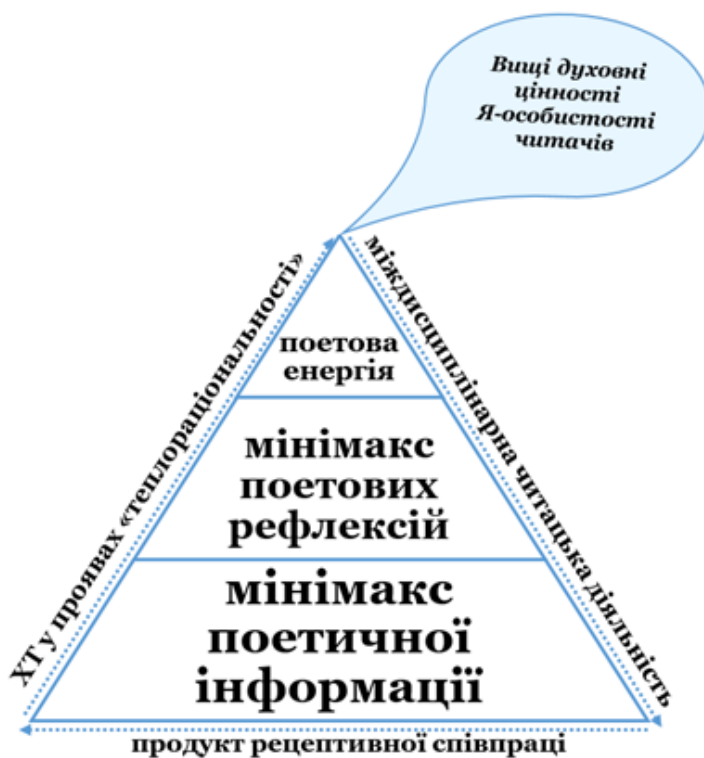 Вищі духовні
цінності
Я-особистості
читачів
ХТ у проявах «теплораціональності»
міждисциплінарна читацька діяльність
поетова
енергія
мінімакс
поетових
рефлексій
мінімакс
поетичної
інформації
продукт рецептивної співпраці